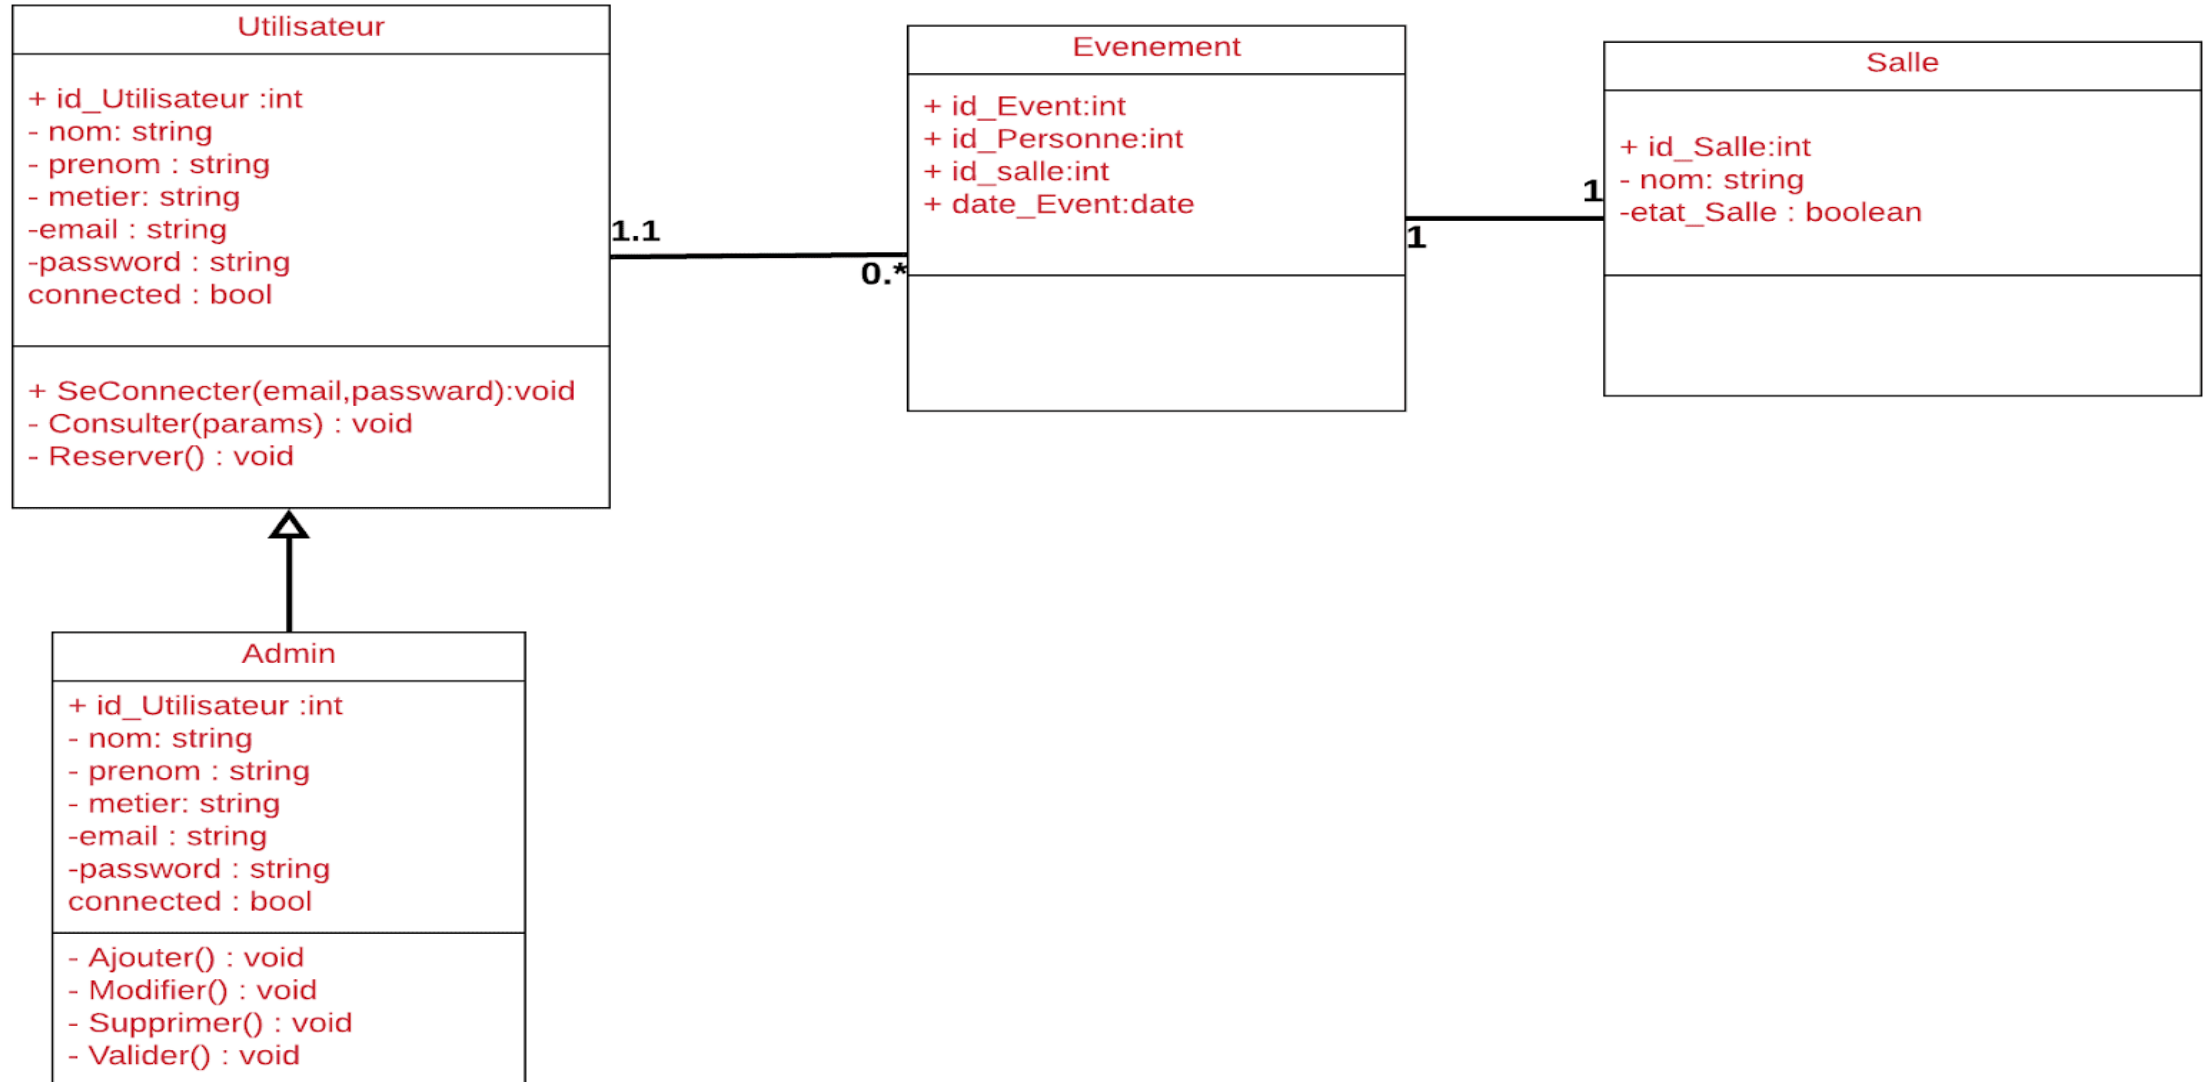 Utilisateur
+ id_Utilisateur :int
- nom: string
- prenom : string
- metier: string
-email : string
-password : string
connected : bool
+ SeConnecter(email,passward):void
- Consulter(params) : void
- Reserver() : void
1.1
0.*
Evenement
+ id_Event:int
+ id_Personne:int
+ id_salle:int
+ date_Event:date
1
1
Salle
+ id_Salle:int
- nom: string
-etat_Salle : boolean
Admin
+ id_Utilisateur :int
- nom: string
- prenom : string
- metier: string
-email : string
-password : string
connected : bool
- Ajouter() : void
- Modifier() : void
- Supprimer() : void
- Valider() : void